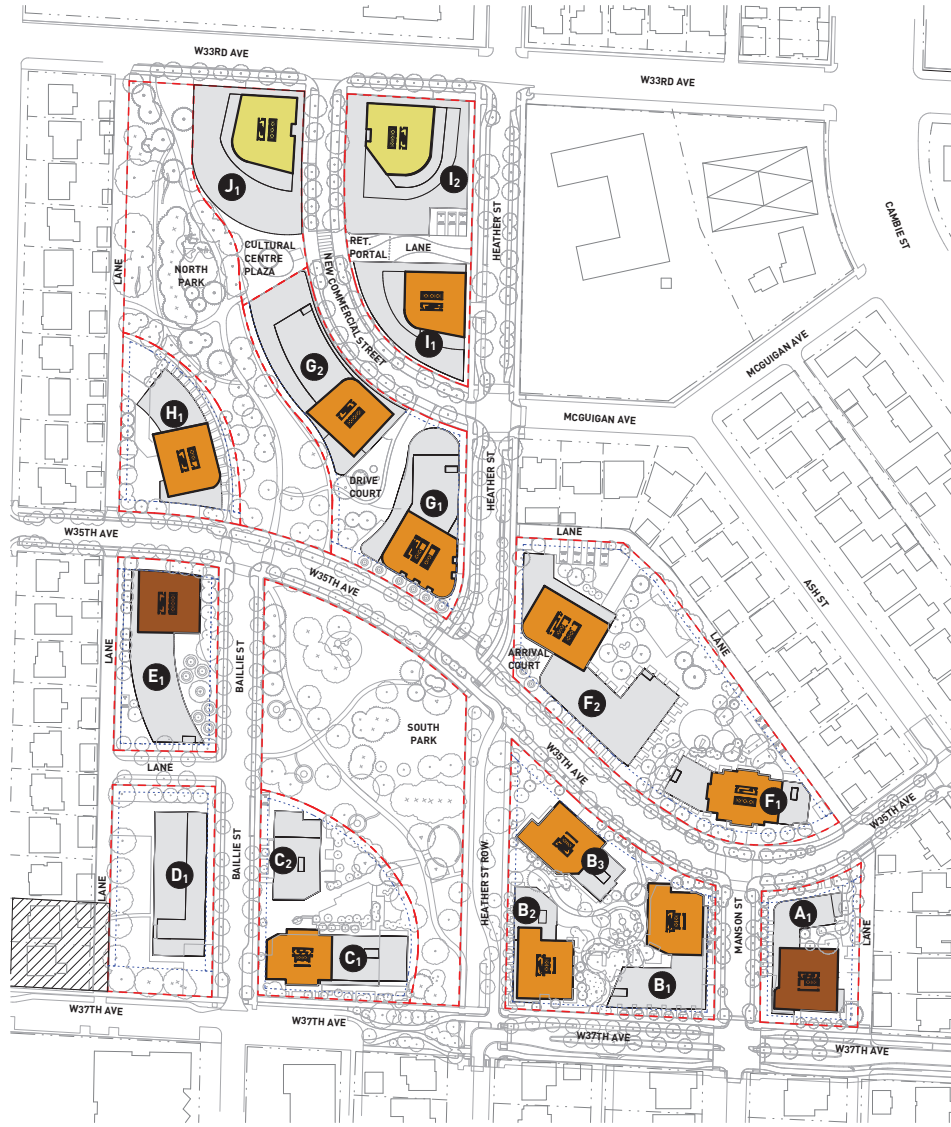 W33RD AVE
W33RD AVE
J1
I2
CAMBIE ST
HEATHER ST
CULTURAL
CENTRE
PLAZA
RET.
PORTAL
LANE
NORTH
PARK
LANE
NEW COMMERCIAL STREET
I1
G2
MCGUIGAN AVE
MCGUIGAN AVE
H1
DRIVE
COURT
G1
HEATHER ST
W35TH AVE
LANE
W35TH AVE
ASH ST
LANE
LANE
BAILLIE ST
E1
ARRIVAL
COURT
F2
SOUTH
PARK
W35TH AVE
LANE
F1
W35TH AVE
BAILLIE ST
C2
B3
D1
LANE
HEATHER ST ROW
B2
MANSON ST
A1
LANE
C1
B1
W37TH AVE
W37TH AVE
W37TH AVE
W37TH AVE